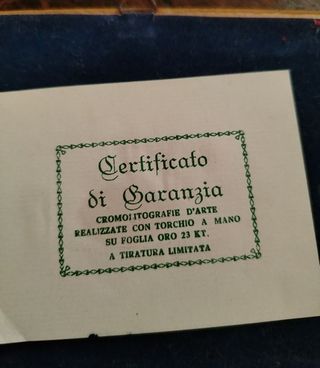 Certificato
di Garanzia
CROMOLITOGRAFIE D'ARTE
REALIZZATE CON TORCHIO A MANO
SU FOGLIA ORO 23 KT.
A TIRATURA LIMITATA